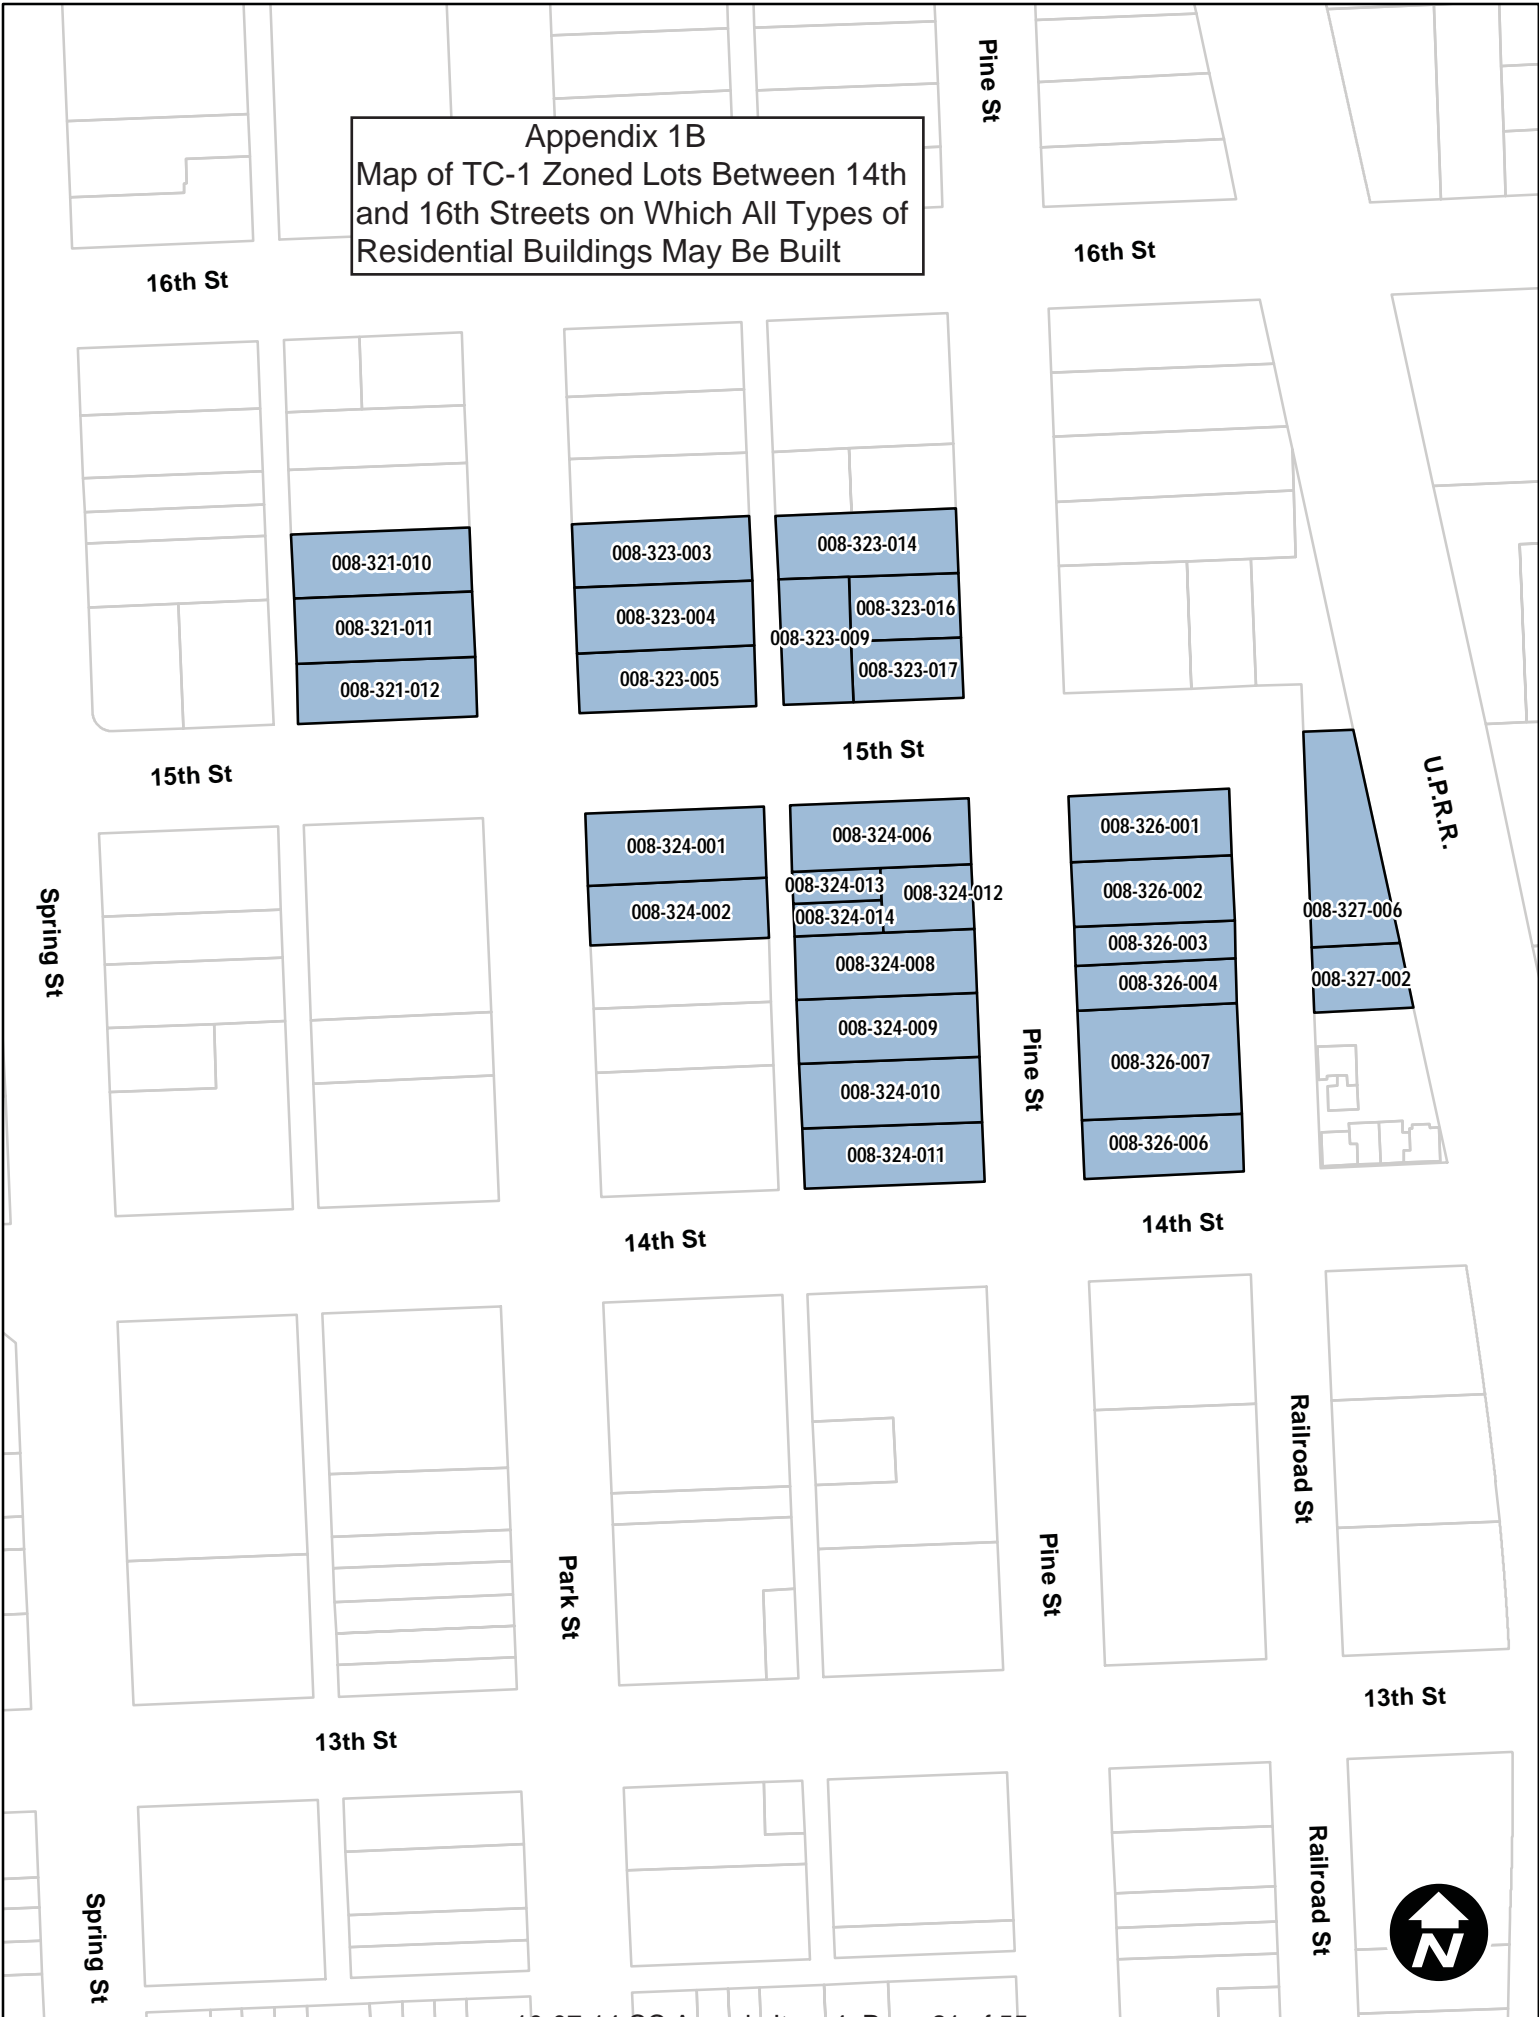 Pine St
Appendix 1B
Map of TC-1 Zoned Lots Between 14th
and 16th Streets on Which All Types of
Residential Buildings May Be Built
16th St
16th St
008-321-010
008-321-011
008-321-012
008-323-003
008-323-004
008-323-005
008-323-014
008-323-016
008-323-009
008-323-017
15th St
15th St
U.P.R.R.
008-324-001
008-324-002
008-324-006
008-324-013
008-324-012
008-324-014
008-324-008
008-324-009
008-324-010
008-324-011
008-326-001
008-326-002
008-326-003
008-326-004
008-326-007
008-326-006
008-327-006
008-327-002
Spring St
Pine St
14th St
14th St
Railroad St
Park St
Pine St
13th St
13th St
Railroad St
Spring St
N